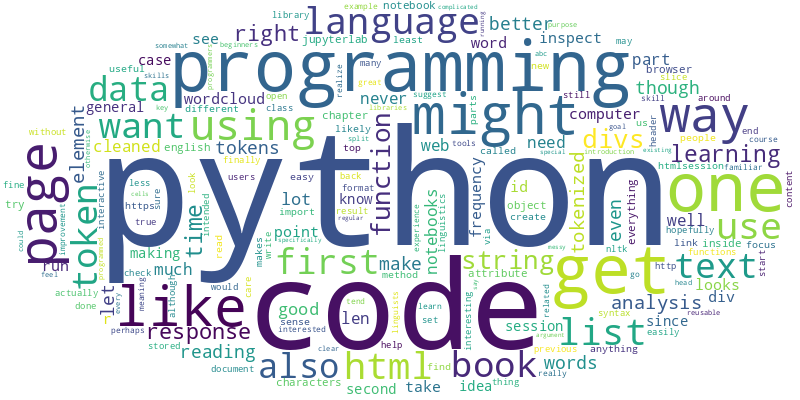 python
code
programming
might
get
one
language
page
like
way
using
use
want
data
token
html
book
list
text
first
also
string
function
time
divs
right
learning
response
analysis
tokenized
better
element
reading
notebooks
frequency
words
good
make
len
idea
id
well
even
though
web
need
lot
point
know
let
run
much
see
case
general
wordcloud
cleaned
tokens
making
never
inspect
part
word
computer
session
since
div
looks
everything
take
second
characters
attribute
method
object
create
jupyterlab
notebook
library
example
complicated
running
purpose
somewhat
beginners
programmers
skills
key
useful
different
open
class
english
without
chapter
likely
split
top
tools
called
many
great
libraries
realize
least
suggest
parts
abc
new
still
slice
browser
may
skill
around
us
goal
header
people
end
course
introduction
existing
htmlsession
familiar
content
link
inside
focus
hopefully
start
nltk
functions
http
go
head
syntax
related
reusable
easily
anything
previous
argument
interesting
messy
special
via
linguistics
experience
back
format
result
regular
easy
import
users
less
https
sure
true
cells
interactive
otherwise
fine
try
could
feel
improvement
programmed
actually
done
perhaps
every
meaning
check
although
would
stored
document
intended
look
read
care
makes
write
specifically
finally
sense
interested
clear
help
tend
learn
set
linguists
find
thing
really
say